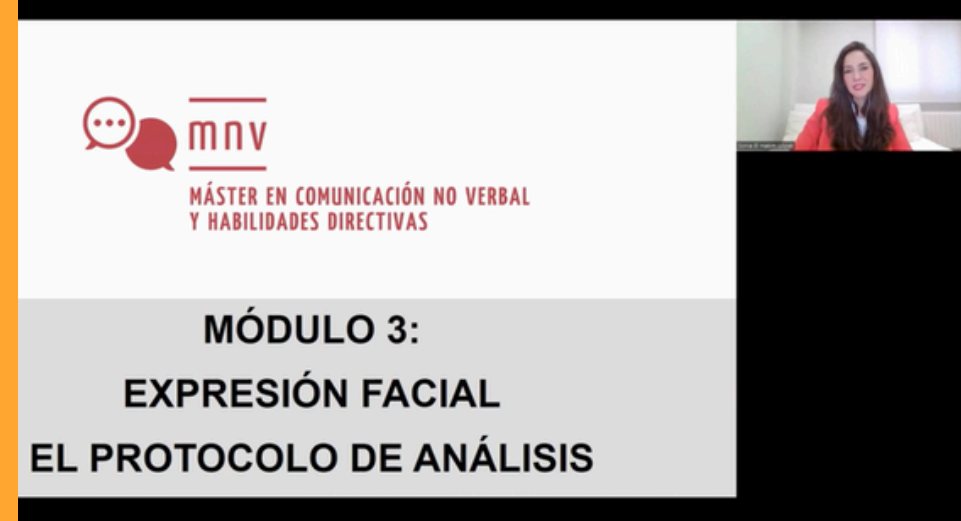 mnv
MÁSTER EN COMUNICACIÓN NO VERBAL
Y HABILIDADES DIRECTIVAS
MÓDULO 3:
EXPRESIÓN FACIAL
EL PROTOCOLO DE ANÁLISIS